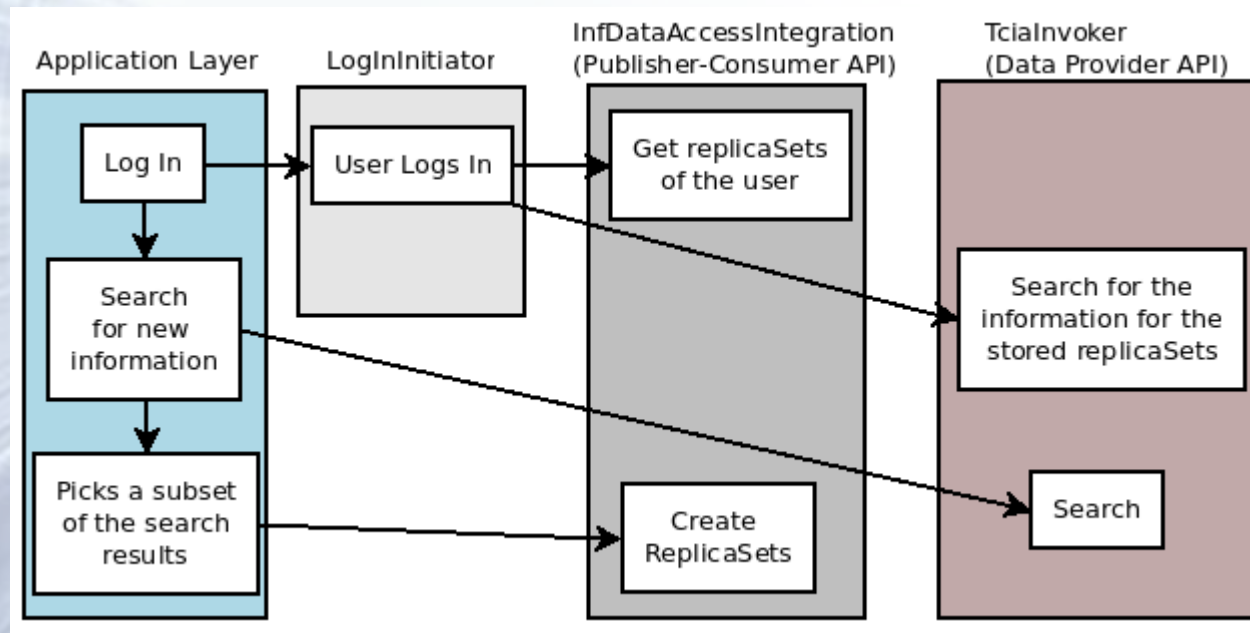 Application Layer
LogInInitiator
InfDataAccessIntegration
(Publisher-Consumer API)
TciaInvoker
(Data Provider API)
Log In
User Logs In
Get replicaSets
of the user
Search
for new
information
Search for the
information for the
stored replicaSets
Picks a subset
of the search
results
Create
ReplicaSets
Search